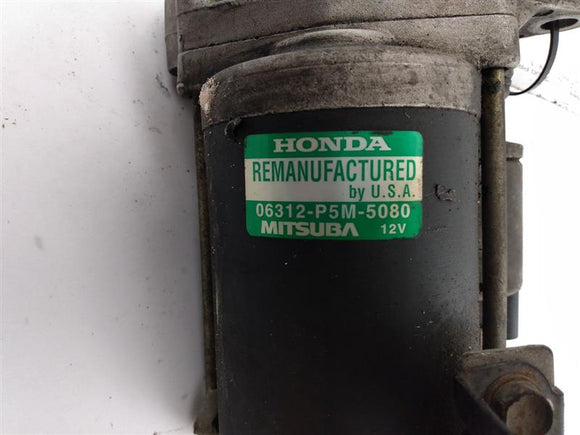 HONDA
REMANUFACTURED
by U.S.A.
06312-P5M-5080
MITSUBA 12V